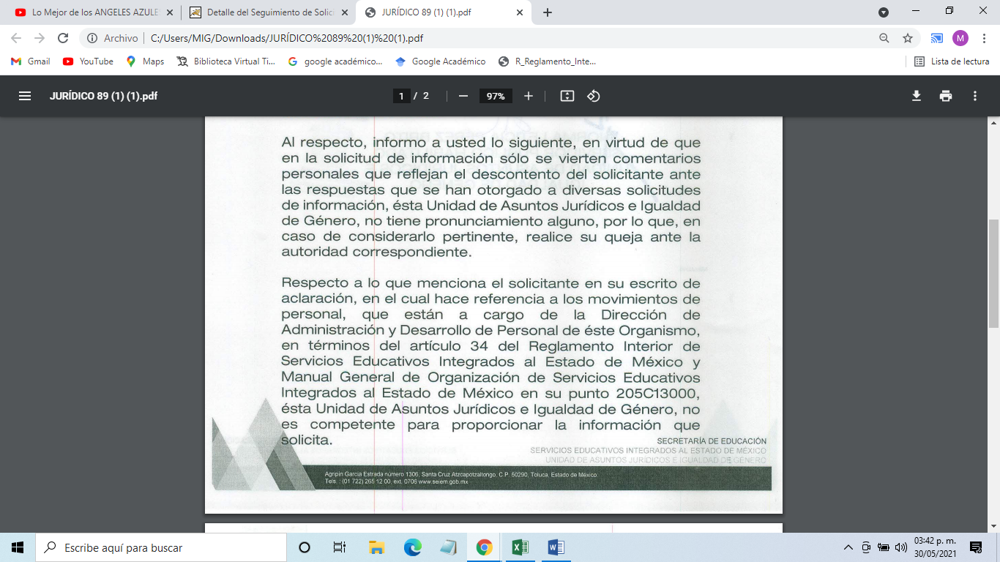 Lo Mejor de los ANGELES AZULE
Detalle del Seguimiento de Solici
JURÍDICO 89 (1) (1).pdf
Archivo
C:/Users/MIG/Downloads/JURÍDICO%2089%20(1)%20(1).pdf
M
Gmail
YouTube
Maps
Biblioteca Virtual Ti...
google académico...
Google Académico
R_Reglamento_Inte...
Lista de lectura
JURÍDICO 89 (1) (1).pdf
1 / 2
97%
Al respecto, informo a usted lo siguiente, en virtud de que
en la solicitud de información sólo se vierten comentarios
personales que reflejan el descontento del solicitante ante
las respuestas que se han otorgado a diversas solicitudes
de información, ésta Unidad de Asuntos Jurídicos e Igualdad
de Género, no tiene pronunciamiento alguno, por lo que, en
caso de considerarlo pertinente, realice su queja ante la
autoridad correspondiente.
Respecto a lo que menciona el solicitante en su escrito de
aclaración, en el cual hace referencia a los movimientos de
personal, que están a cargo de la Dirección de
Administración y Desarrollo de Personal de éste Organismo,
en términos del artículo 34 del Reglamento Interior de
Servicios Educativos Integrados al Estado de México y
Manual General de Organización de Servicios Educativos
Integrados al Estado de México en su punto 205C13000,
ésta Unidad de Asuntos Jurídicos e Igualdad de Género, no
es competente para proporcionar la información que
solicita.
SECRETARÍA DE EDUCACIÓN
SERVICIOS EDUCATIVOS INTEGRADOS AL ESTADO DE MÉXICO
UNIDAD DE ASUNTOS JURÍDICOS E IGUALDAD DE GÉNERO
Agripin García Estrada número 1306, Santa Cruz Atzcapotzaltongo, C.P. 50290, Toluca, Estado de México.
Tels. : (01 722) 265 12 00, ext. 0706 www.seiem.gob.mx
Escribe aquí para buscar
03:42 p. m.
30/05/2021